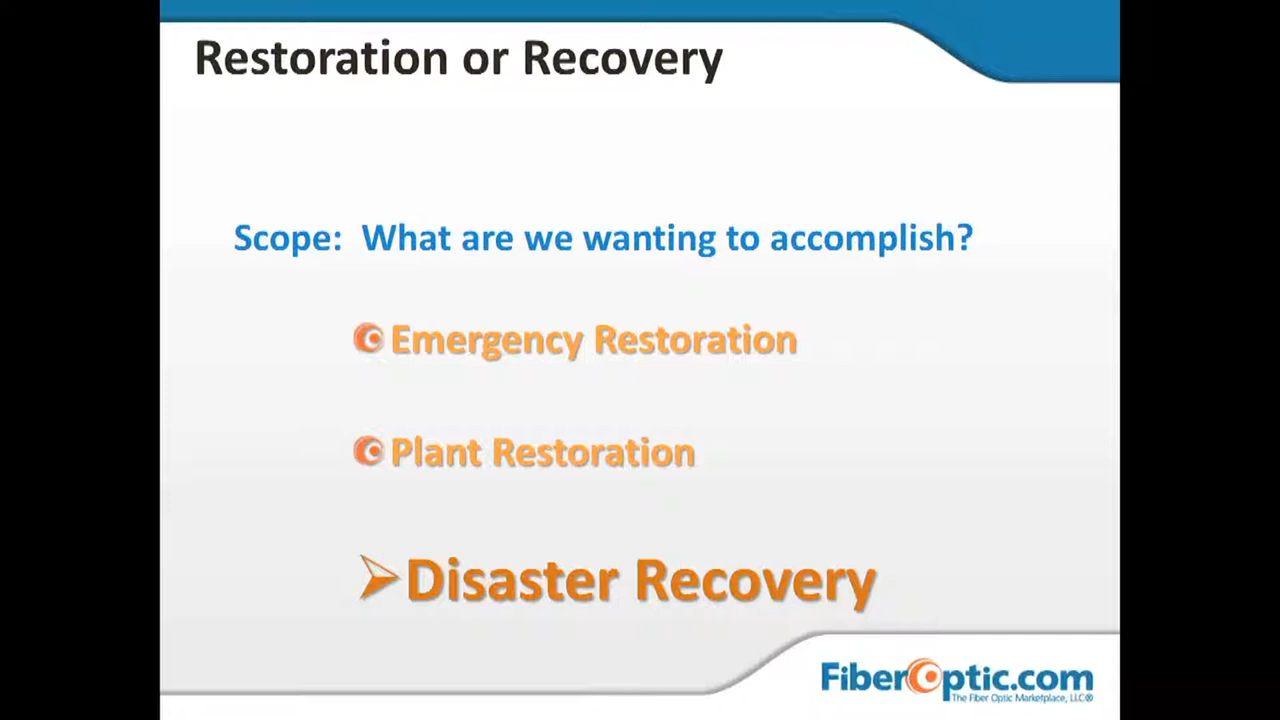 Restoration or Recovery
Scope: What are we wanting to accomplish?
Emergency Restoration
Plant Restoration
Disaster Recovery
FiberOptic.com
The Fiber Optic Marketplace, LLC®